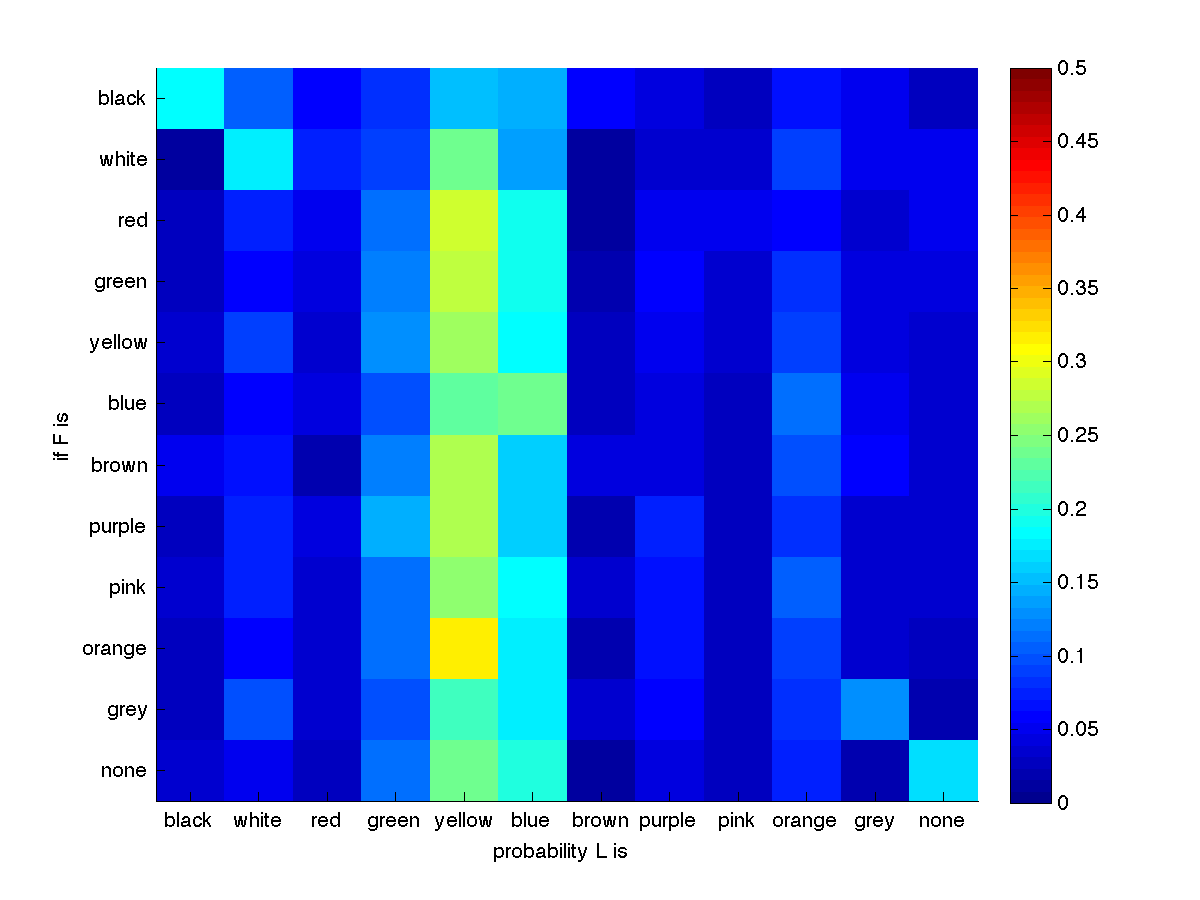 black
white
red
green
yellow
blue
brown
purple
pink
orange
grey
none
if F is
black white red green yellow blue brown purple pink orange grey none
probability L is
0.5
0.45
0.4
0.35
0.3
0.25
0.2
0.15
0.1
0.05
0